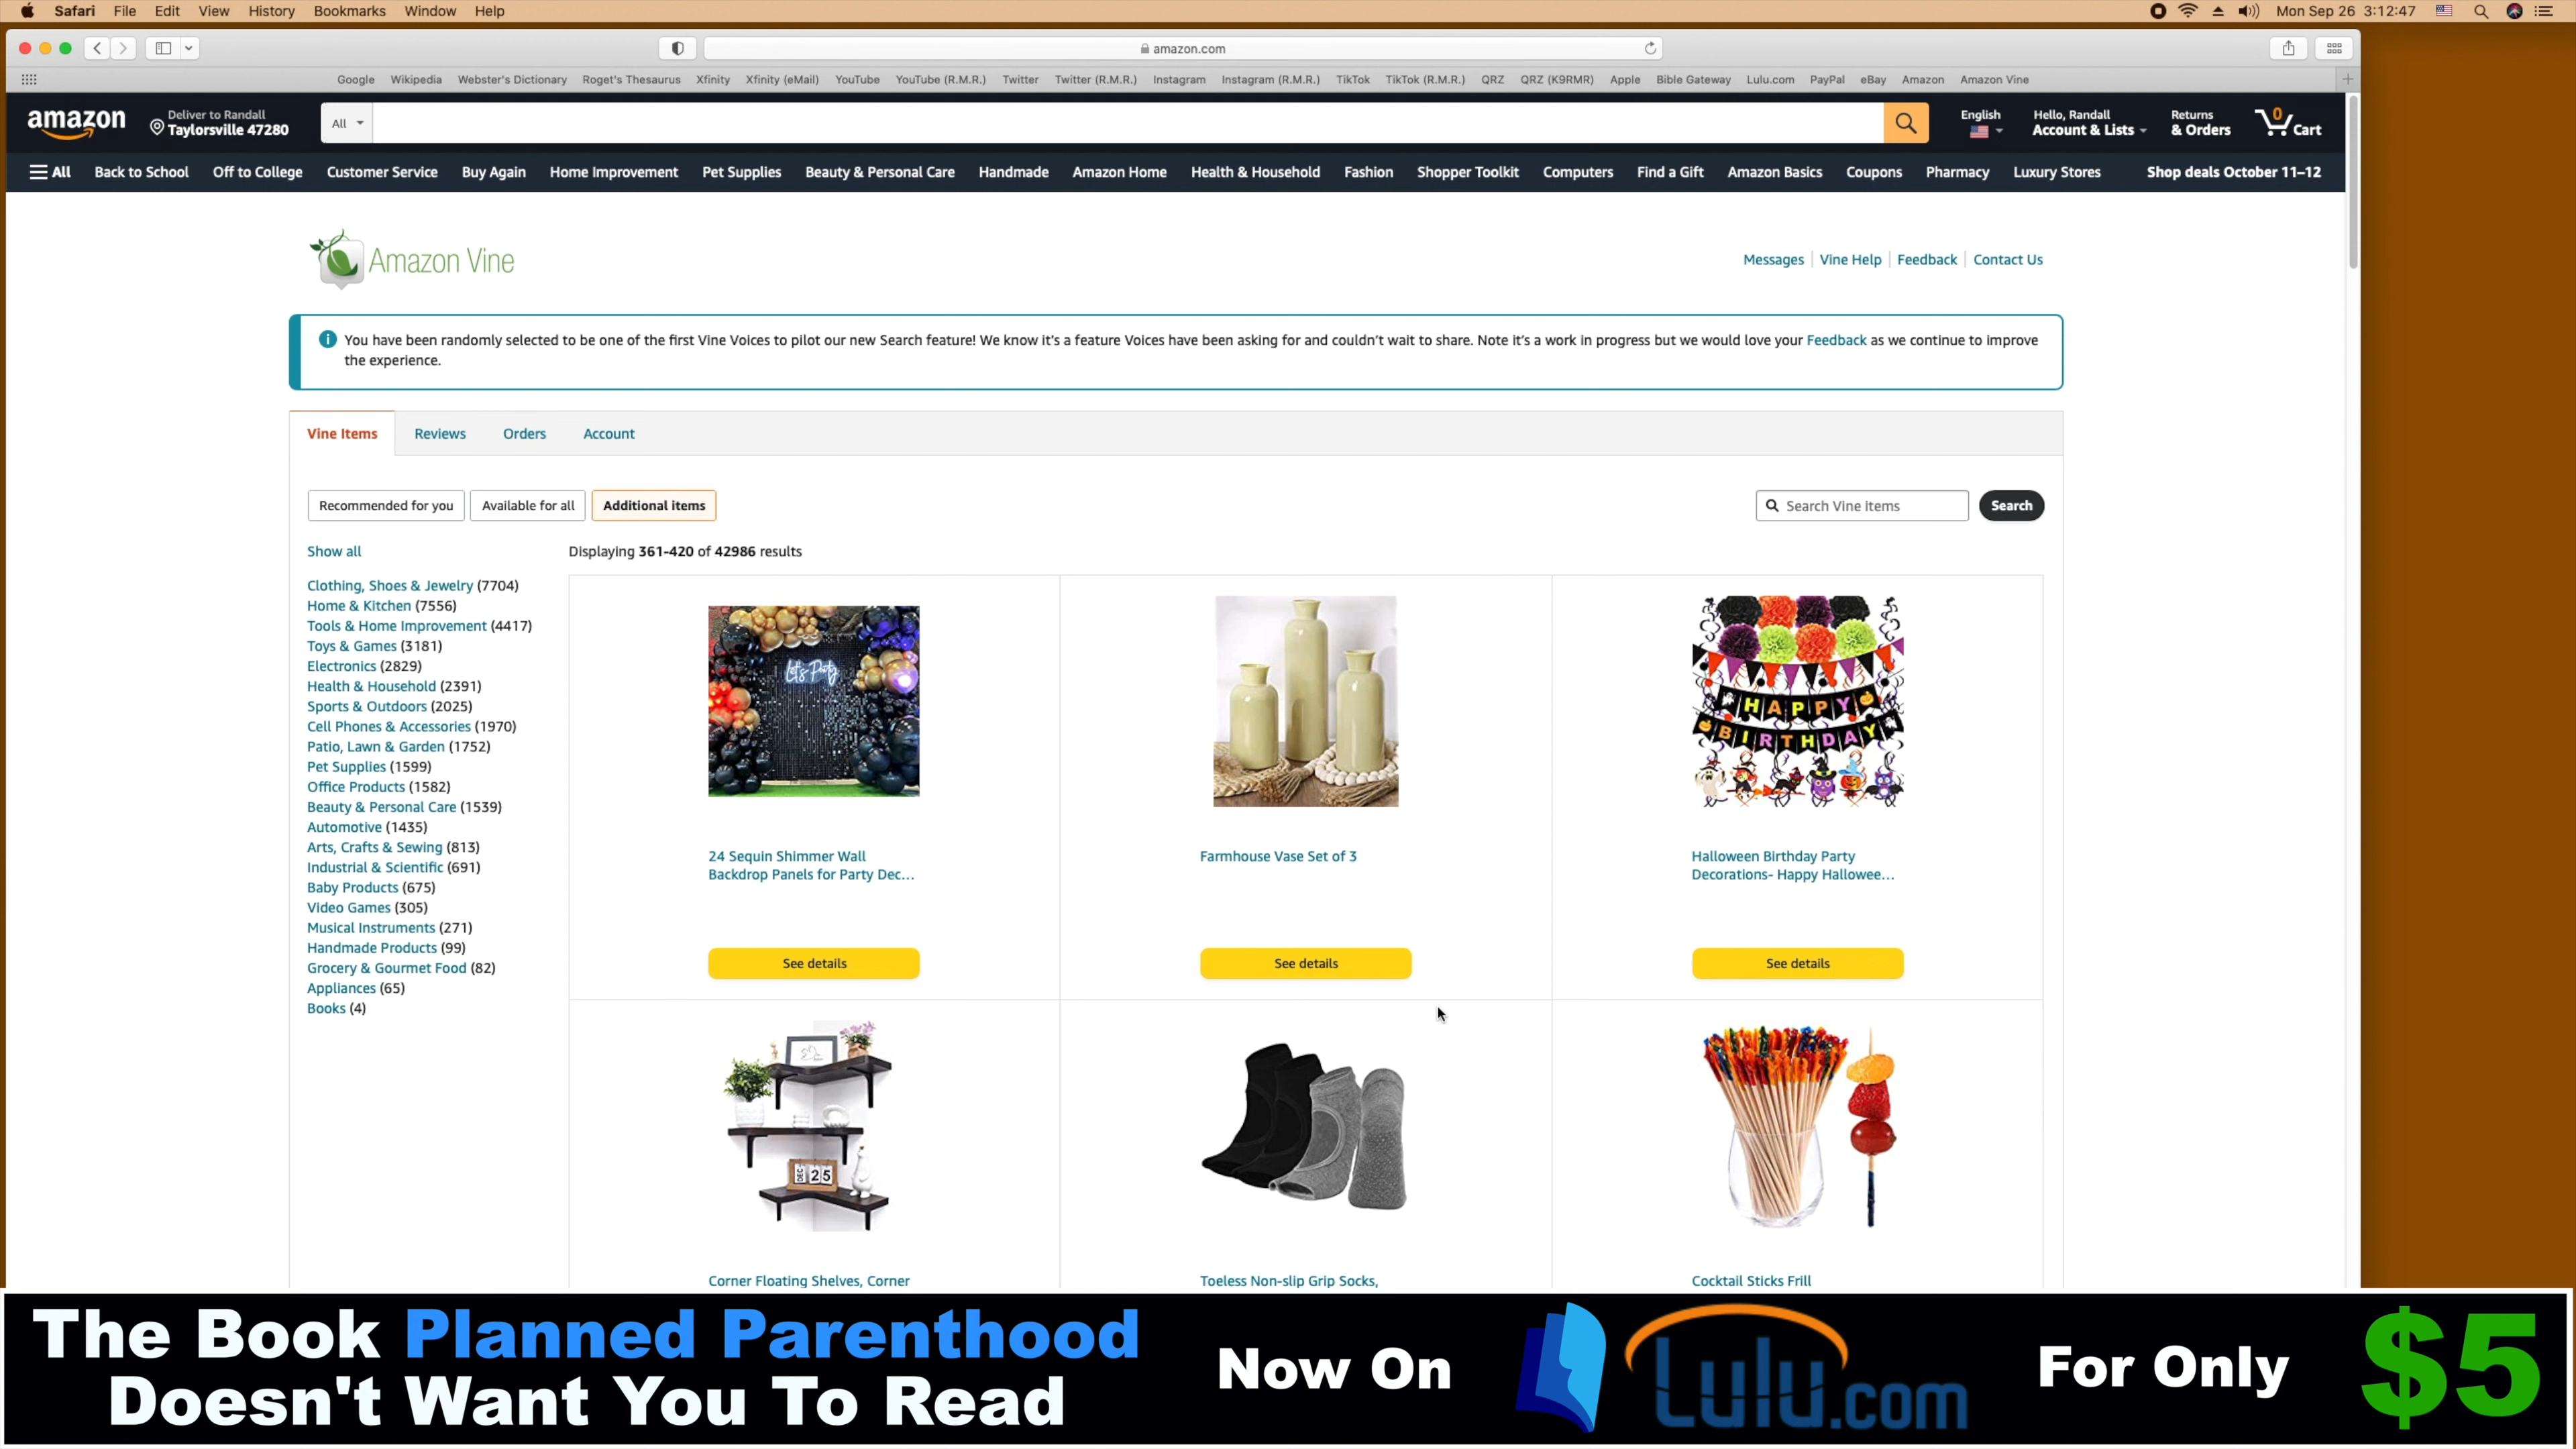 Safari File Edit View History Bookmarks Window Help
Mon Sep 26 3:12:47
amazon.com
Google Wikipedia Webster's Dictionary Roget's Thesaurus Xfinity Xfinity (eMail) YouTube YouTube (R.M.R.) Twitter Twitter (R.M.R.) Instagram Instagram (R.M.R.) TikTok TikTok (R.M.R.) QRZ QRZ (K9RMR) Apple Bible Gateway Lulu.com PayPal eBay Amazon Amazon Vine
amazon
Deliver to Randall
Taylorsville 47280
All
English
Hello, Randall
Account & Lists
Returns
& Orders
0
Cart
All Back to School Off to College Customer Service Buy Again Home Improvement Pet Supplies Beauty & Personal Care Handmade Amazon Home Health & Household Fashion Shopper Toolkit Computers Find a Gift Amazon Basics Coupons Pharmacy Luxury Stores Shop deals October 11–12
Amazon Vine
Messages Vine Help Feedback Contact Us
You have been randomly selected to be one of the first Vine Voices to pilot our new Search feature! We know it's a feature Voices have been asking for and couldn't wait to share. Note it's a work in progress but we would love your Feedback as we continue to improve
the experience.
Vine Items Reviews Orders Account
Recommended for you Available for all Additional items
Search Vine Items Search
Show all
Displaying 361-420 of 42986 results
Clothing, Shoes & Jewelry (7704)
Home & Kitchen (7556)
Tools & Home Improvement (4417)
Toys & Games (3181)
Electronics (2829)
Health & Household (2391)
Sports & Outdoors (2025)
Cell Phones & Accessories (1970)
Patio, Lawn & Garden (1752)
Pet Supplies (1599)
Office Products (1582)
Beauty & Personal Care (1539)
Automotive (1435)
Arts, Crafts & Sewing (813)
Industrial & Scientific (691)
Baby Products (675)
Video Games (305)
Musical Instruments (271)
Handmade Products (99)
Grocery & Gourmet Food (82)
Appliances (65)
Books (4)
Let's Party
HAPPY
BIRTHDAY
24 Sequin Shimmer Wall
Backdrop Panels for Party Dec...
Farmhouse Vase Set of 3
Halloween Birthday Party
Decorations- Happy Hallowee...
See details
See details
See details
DEC 25
Corner Floating Shelves, Corner
Toeless Non-slip Grip Socks,
Cocktail Sticks Frill
The Book Planned Parenthood
Doesn't Want You To Read
Now On
Lulu.com
For Only
$5